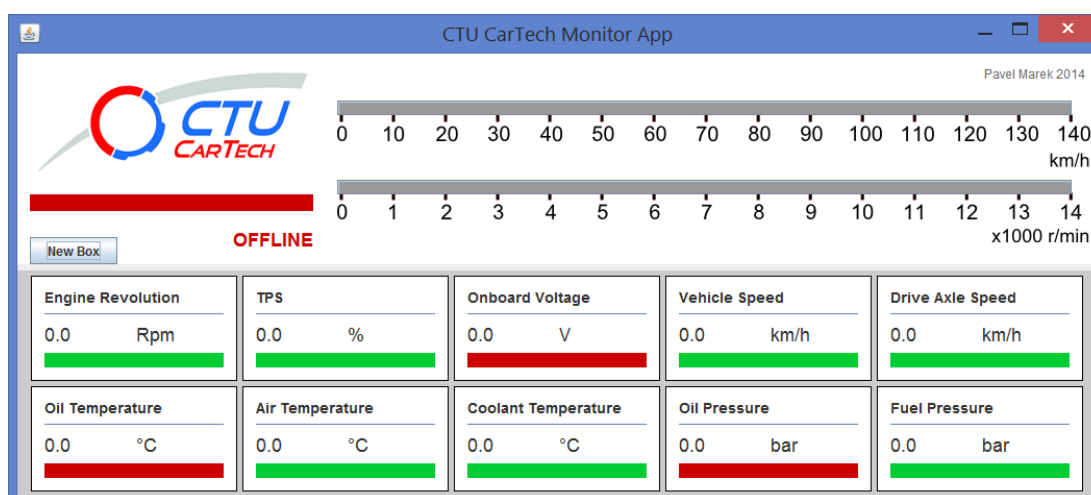 CTU CarTech Monitor App
Pavel Marek 2014
CTU
CARTECH
0 10 20 30 40 50 60 70 80 90 100 110 120 130 140
km/h
0 1 2 3 4 5 6 7 8 9 10 11 12 13 14
x1000 r/min
OFFLINE
New Box
Engine Revolution TPS Onboard Voltage Vehicle Speed Drive Axle Speed
0.0 Rpm 0.0 % 0.0 V 0.0 km/h 0.0 km/h
Oil Temperature Air Temperature Coolant Temperature Oil Pressure Fuel Pressure
0.0 °C 0.0 °C 0.0 °C 0.0 bar 0.0 bar